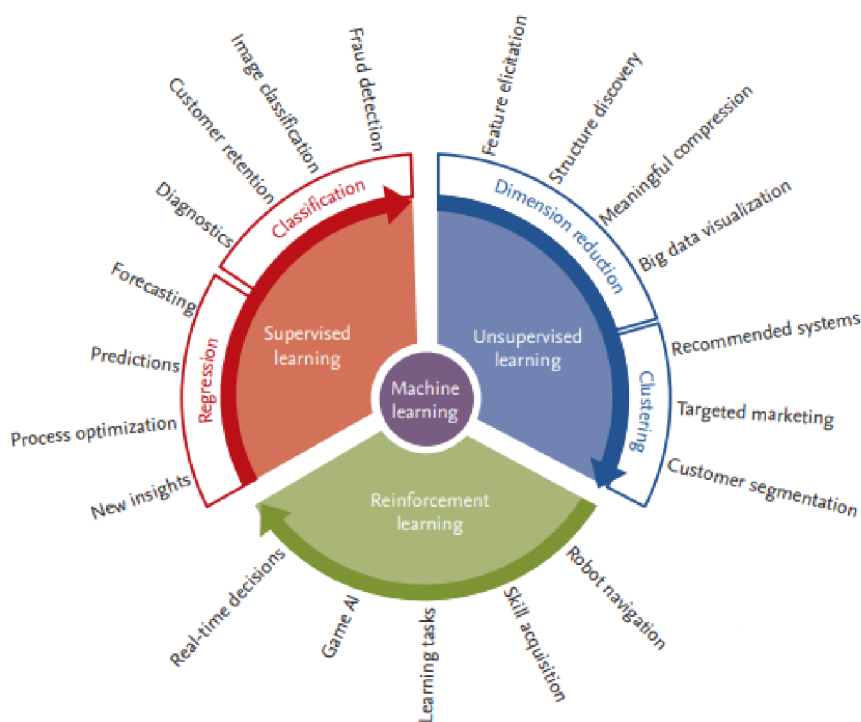 Fraud detection
Image classification
Customer retention
Diagnostics
Forecasting
Predictions
Process optimization
New insights
Classification
Regression
Supervised
learning
Feature elicitation
Structure discovery
Meaningful compression
Big data visualization
Recommended systems
Targeted marketing
Customer segmentation
Dimension reduction
Clustering
Unsupervised
learning
Machine
learning
Reinforcement
learning
Real-time decisions
Game AI
Learning tasks
Skill acquisition
Robot navigation